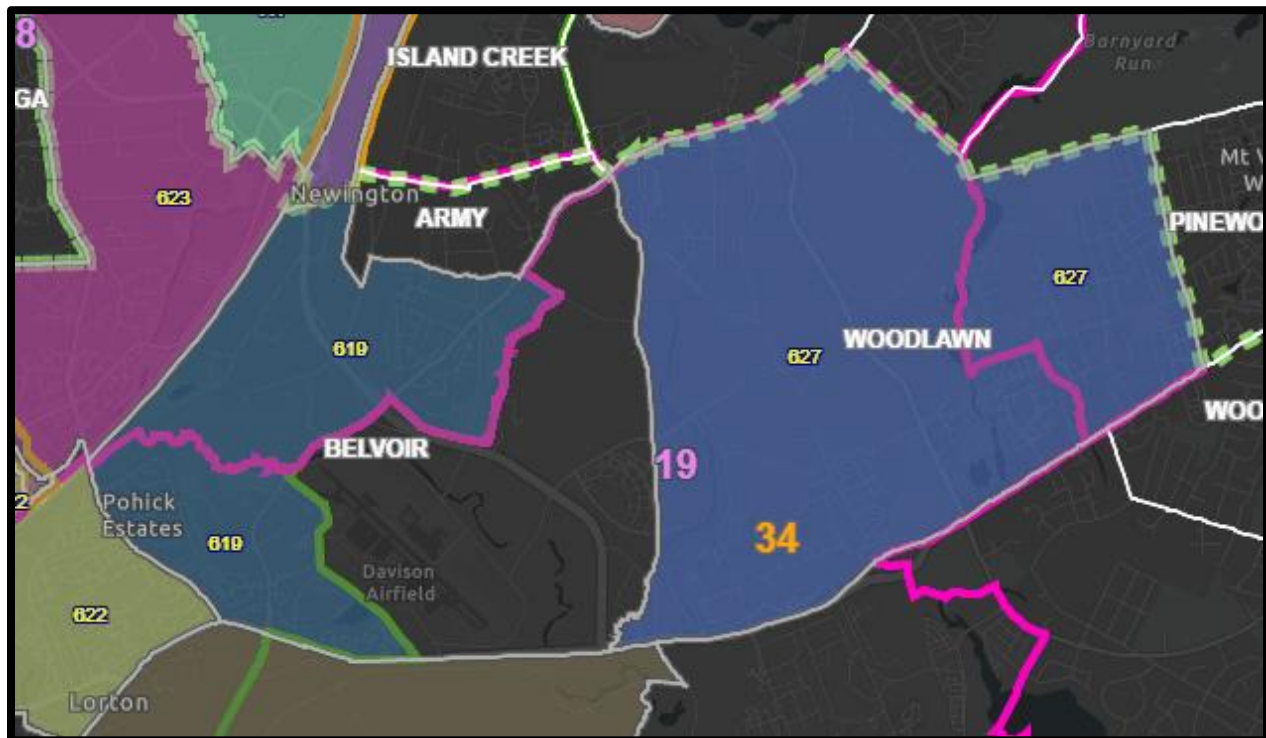 8
ISLAND CREEK
Barnyard
Run
GA
623
Newington
ARMY
Mt V
W
PINEWO
627
619
WOODLAWN
627
BELVOIR
19
WOO
2
Pohick
Estates
34
619
Davison
Airfield
622
Lorton